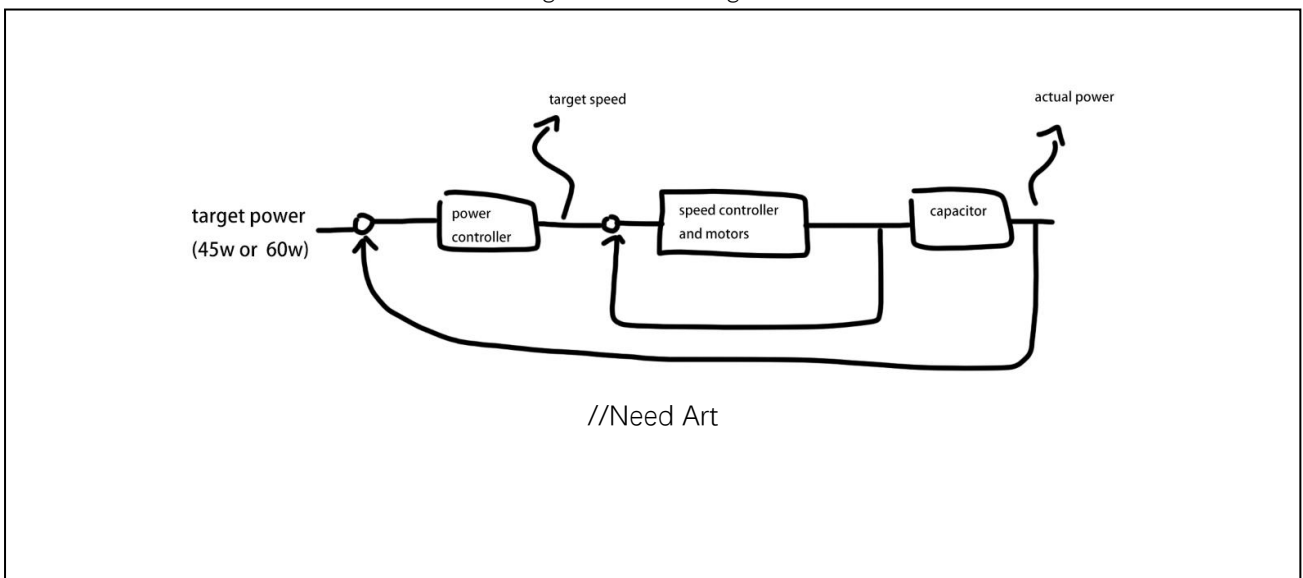 target speed
actual power
target power
(45w or 60w)
power
controller
speed controller
and motors
capacitor
//Need Art